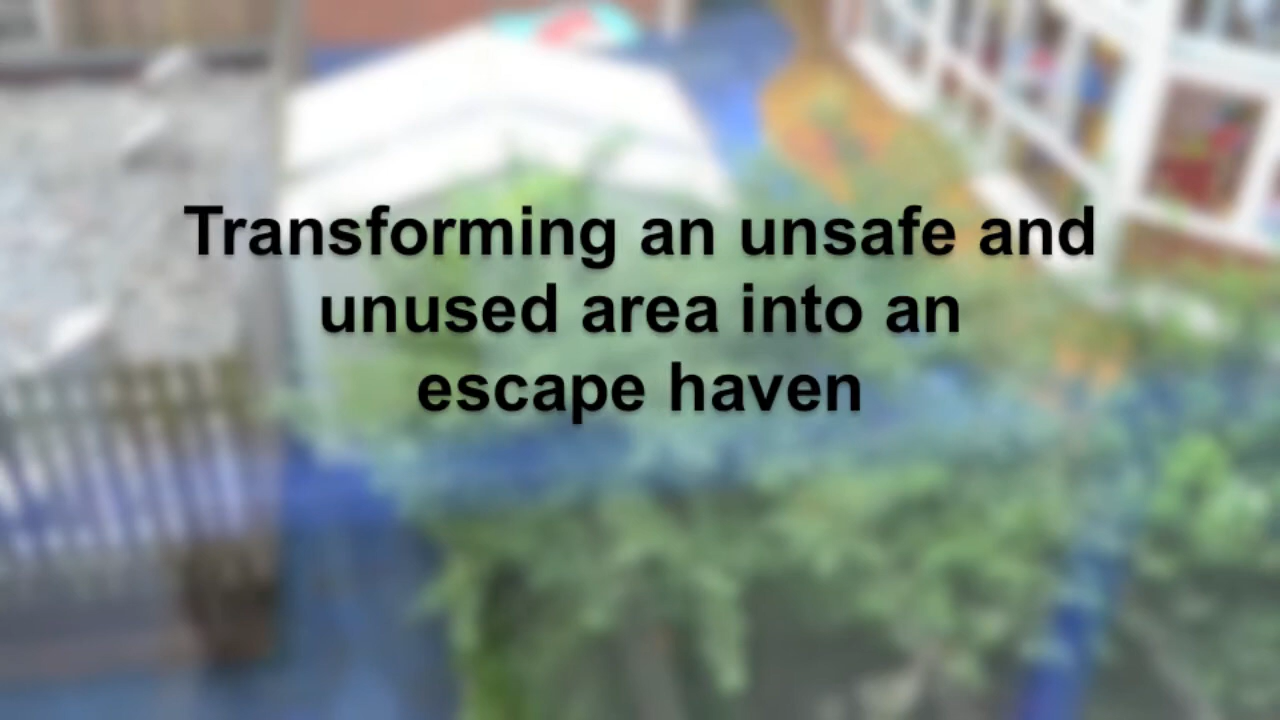 Transforming an unsafe and
unused area into an
escape haven